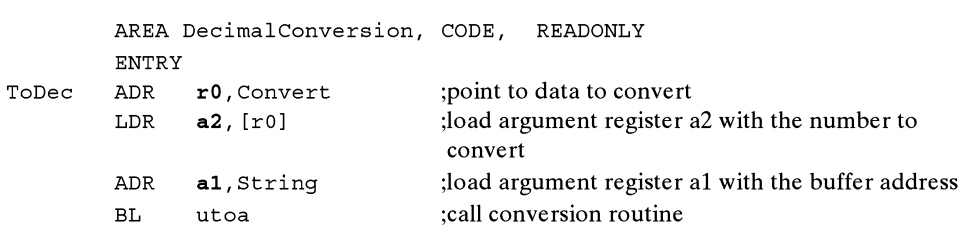 AREA DecimalConversion, CODE, READONLY
ENTRY
ToDec ADR r0,Convert ;point to data to convert
LDR a2,[r0] ;load argument register a2 with the number to
convert
ADR a1,String ;load argument register a1 with the buffer address
BL utoa ;call conversion routine